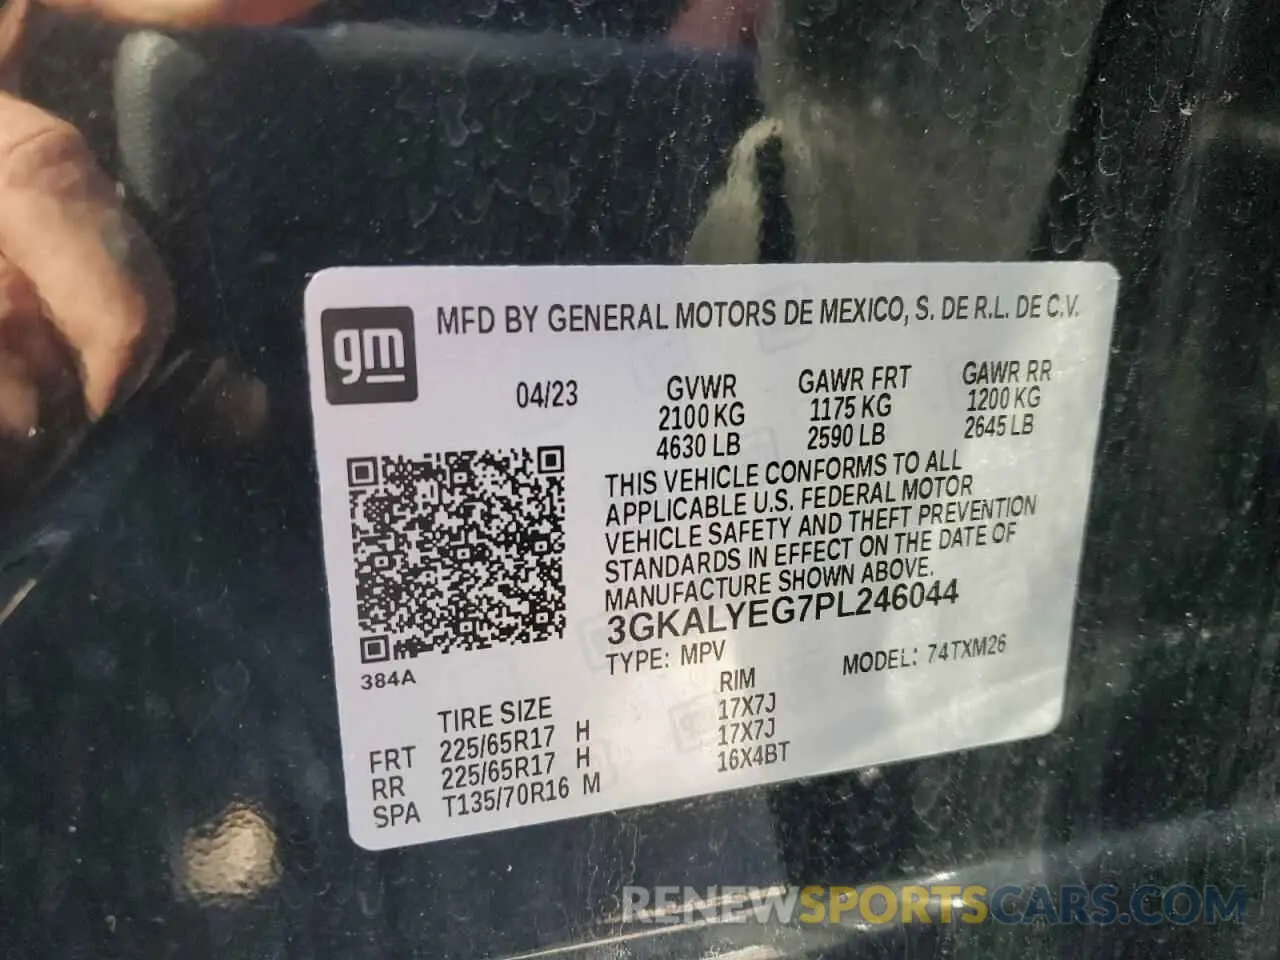 gm
MFD BY GENERAL MOTORS DE MEXICO, S. DE R.L. DE C.V.
04/23
GVWR GAWR FRT GAWR RR
2100 KG 1175 KG 1200 KG
4630 LB 2590 LB 2645 LB
THIS VEHICLE CONFORMS TO ALL
APPLICABLE U.S. FEDERAL MOTOR
VEHICLE SAFETY AND THEFT PREVENTION
STANDARDS IN EFFECT ON THE DATE OF
MANUFACTURE SHOWN ABOVE.
3GKALYEG7PL246044
TYPE: MPV MODEL: 74TXM26
384A
TIRE SIZE RIM
FRT 225/65R17 H 17X7J
RR 225/65R17 H 17X7J
SPA T135/70R16 M 16X4BT
RENEWSPORTSCARS.COM